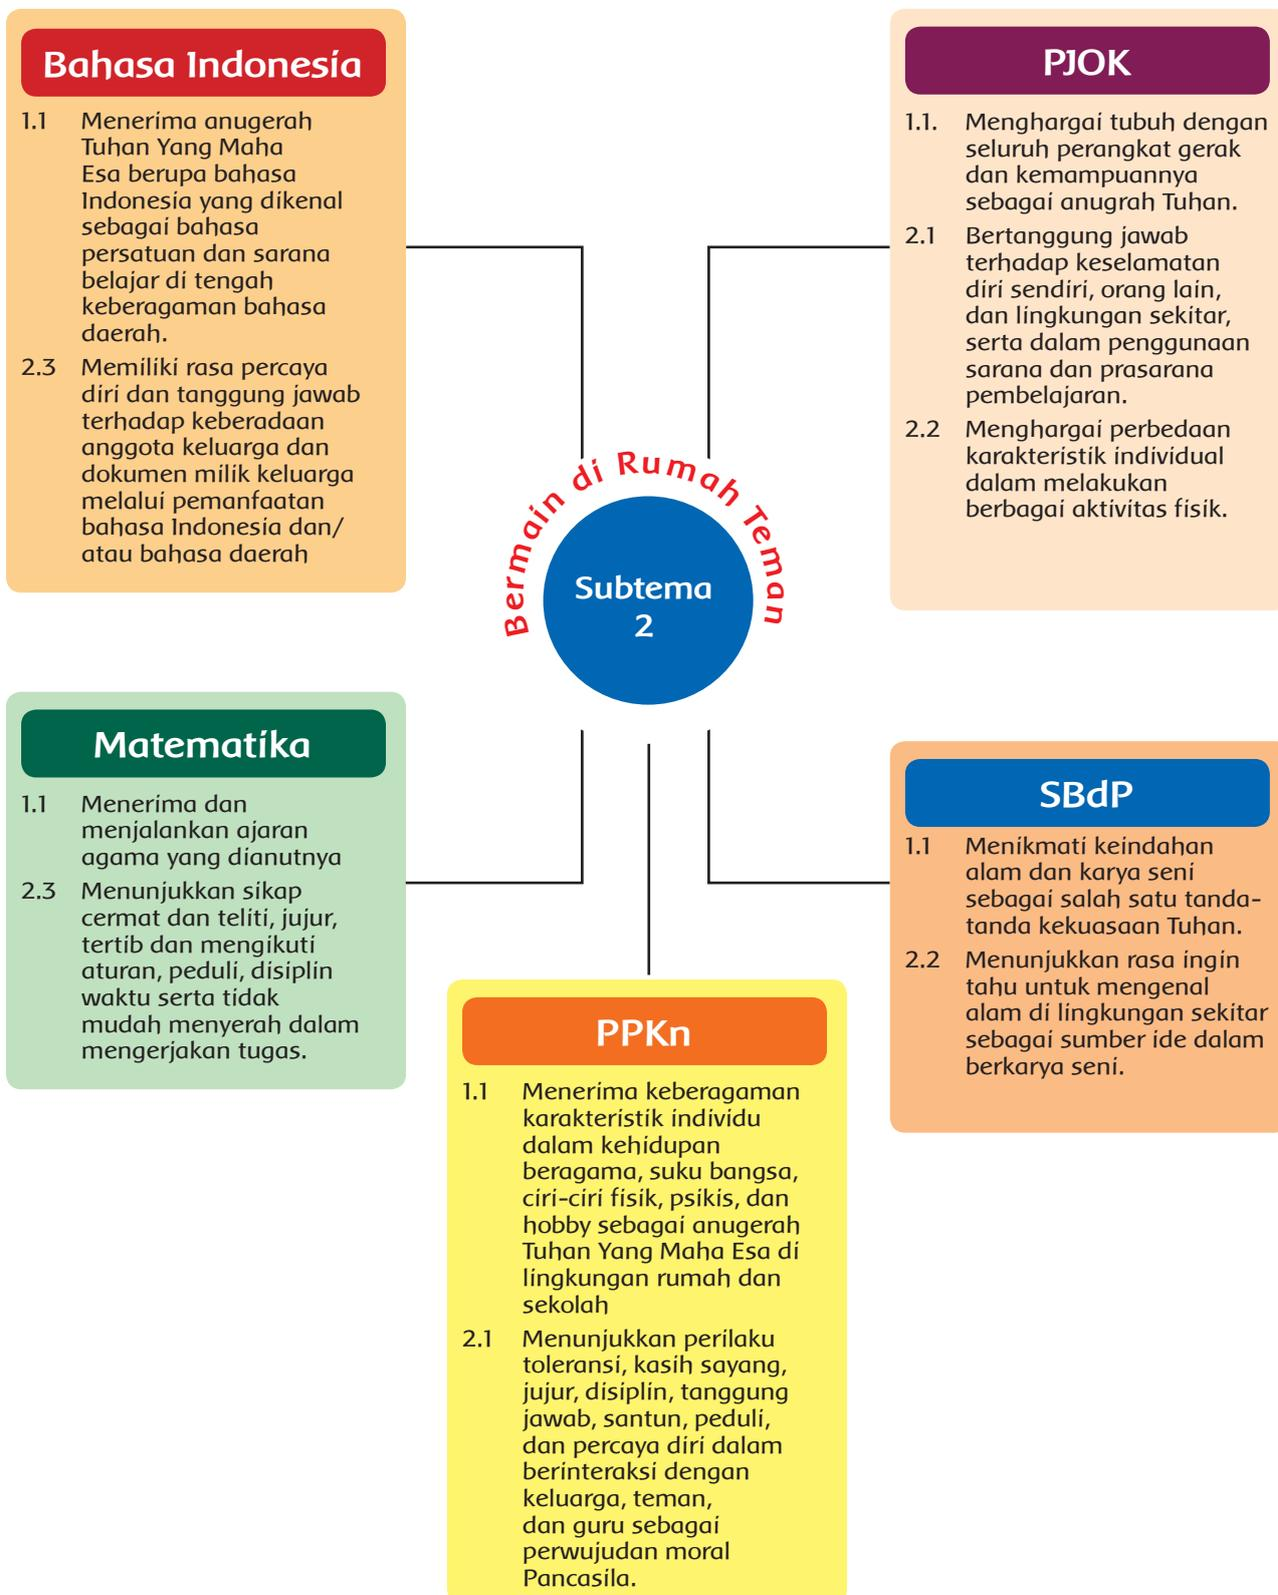 Bahasa Indonesia
1.1 Menerima anugerah
Tuhan Yang Maha
Esa berupa bahasa
Indonesia yang dikenal
sebagai bahasa
persatuan dan sarana
belajar di tengah
keberagaman bahasa
daerah.
2.3 Memiliki rasa percaya
diri dan tanggung jawab
terhadap keberadaan
anggota keluarga dan
dokumen milik keluarga
melalui pemanfaatan
bahasa Indonesia dan/
atau bahasa daerah
PJOK
1.1. Menghargai tubuh dengan
seluruh perangkat gerak
dan kemampuannya
sebagai anugrah Tuhan.
2.1 Bertanggung jawab
terhadap keselamatan
diri sendiri, orang lain,
dan lingkungan sekitar,
serta dalam penggunaan
sarana dan prasarana
pembelajaran.
2.2 Menghargai perbedaan
karakteristik individual
dalam melakukan
berbagai aktivitas fisik.
Bermain di Rumah Teman
Subtema
2
Matematika
1.1 Menerima dan
menjalankan ajaran
agama yang dianutnya
2.3 Menunjukkan sikap
cermat dan teliti, jujur,
tertib dan mengikuti
aturan, peduli, disiplin
waktu serta tidak
mudah menyerah dalam
mengerjakan tugas.
SBdP
1.1 Menikmati keindahan
alam dan karya seni
sebagai salah satu tanda-
tanda kekuasaan Tuhan.
2.2 Menunjukkan rasa ingin
tahu untuk mengenal
alam di lingkungan sekitar
sebagai sumber ide dalam
berkarya seni.
PPKn
1.1 Menerima keberagaman
karakteristik individu
dalam kehidupan
beragama, suku bangsa,
ciri-ciri fisik, psikis, dan
hobby sebagai anugerah
Tuhan Yang Maha Esa di
lingkungan rumah dan
sekolah
2.1 Menunjukkan perilaku
toleransi, kasih sayang,
jujur, disiplin, tanggung
jawab, santun, peduli,
dan percaya diri dalam
berinteraksi dengan
keluarga, teman,
dan guru sebagai
perwujudan moral
Pancasila.